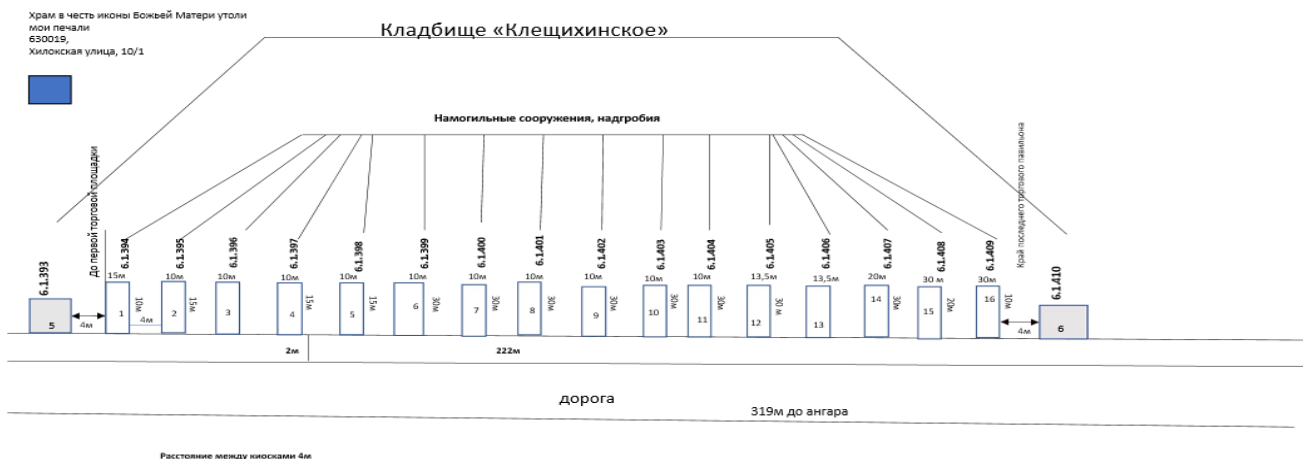 Храм в честь иконы Божьей Матери утоли
мои печали
630019,
Хилокская улица, 10/1
Кладбище «Клещихинское»
Намогильные сооружения, надгробия
До первой торговой площадки
Край последнего торгового павильона
6.1.393
6.1.394
6.1.395
6.1.396
6.1.397
6.1.398
6.1.399
6.1.400
6.1.401
6.1.402
6.1.403
6.1.404
6.1.405
6.1.406
6.1.407
6.1.408
6.1.409
6.1.410
15м 10м 10м 10м 10м 10м 10м 10м 10м 10м 10м 13,5м 13,5м 20м 30 м 30м
10м 15м 15м 15м 30м 30м 30м 30м 30м 30м 30 м 30м 20м 10м
5 4м 1 4м 2 3 4 5 6 7 8 9 10 11 12 13 14 15 16 4м 6
2м 222м
дорога
319м до ангара
Расстояние между киосками 4м